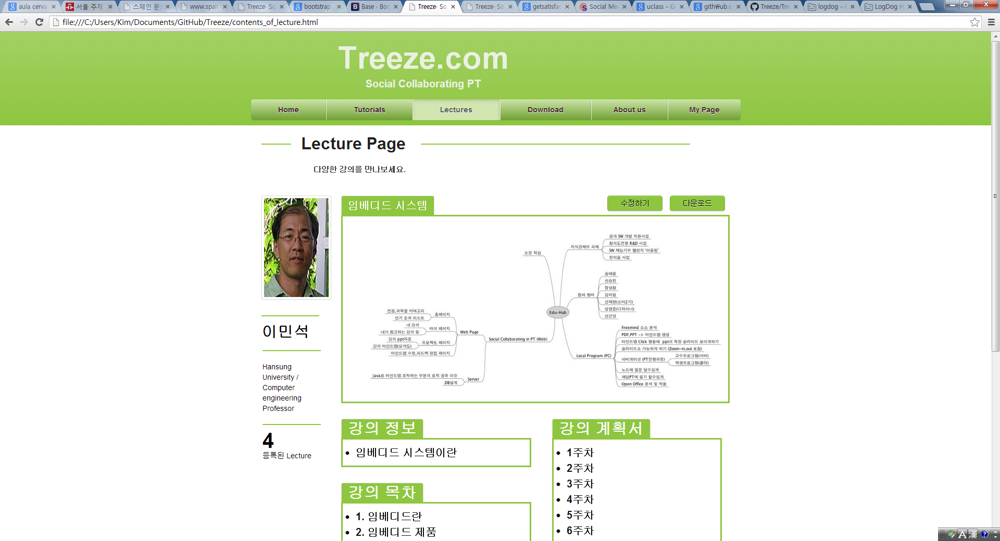 aula cerva
서울 주재
스페인 문
www.spain
Treeze- So
bootstrap
Base - Boo
Treeze- So
Treeze- So
getsatisfac
Social Me
uclass - G
gith₩ub.c
Treeze/Tre
logdog -
LogDog H
file:///C:/Users/Kim/Documents/GitHub/Treeze/contents_of_lecture.html
Treeze.com
Social Collaborating PT
Home
Tutorials
Lectures
Download
About us
My Page
Lecture Page
다양한 강의를 만나보세요.
임베디드 시스템
수정하기
다운로드
논문 작업
지식경제부 과제
공개 SW 개발 지원사업
창의도전형 R&D 사업
SW 재능기부 챌린지 '어울림'
한이음 사업
참여 멤버
송태웅
신승진
장영창
김미림
신재명(소마2기)
양현준(디자이너)
신건영
Edu-Hub
Social Collaborating in PT (Web)
Web Page
홈페이지
전공,과목별 카테고리
인기 순위 리스트
마이 페이지
내 강의
내가 참고하는 강의 등
프로젝트 페이지
강의 ppt자료
강의 마인드맵(요약도)
마인드맵 수정,피드백 편집 페이지
Server
java로 마인드맵 조작하는 부분의 로직 공유 이슈
DB설계
Local Program (PC)
Freemind 소스 분석
PDF,PPT -> 마인드맵 생성
마인드맵 Click 했을때 ppt의 특정 슬라이드 보이게하기
슬라이드쇼 가능하게 하기 (Zoom-in,out 포함)
네비게이션 (PT진행과정)
교수프로그램(서버)
학생프로그램(클라)
노드에 질문 달수있게
해당PT에 필기 할수있게
Open Office 분석 및 적용
이민석
Hansung
University /
Computer
engineering
Professor
4
등록된 Lecture
강의 정보
임베디드 시스템이란
강의 목차
1. 임베디드란
2. 임베디드 제품
강의 계획서
1주차
2주차
3주차
4주차
5주차
6주차
A 漢